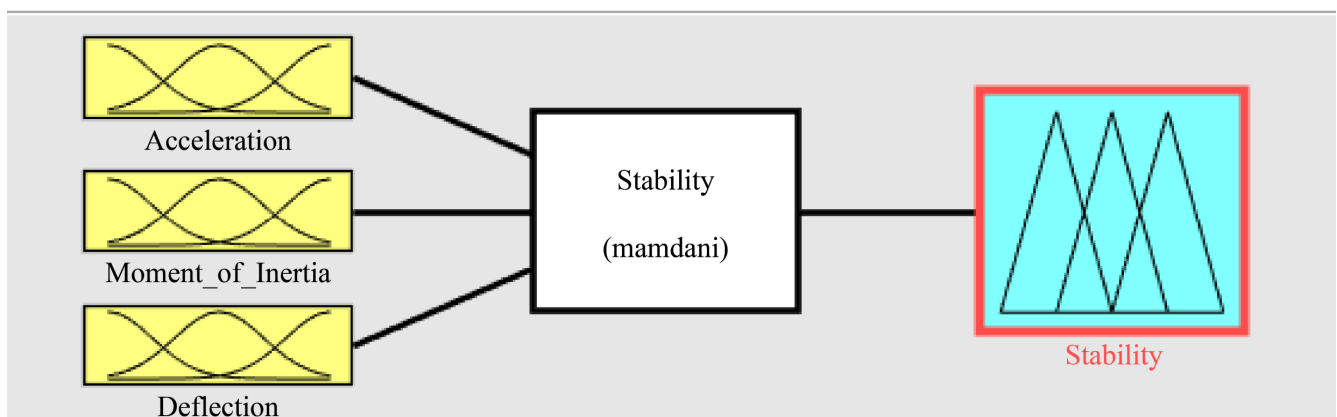 Acceleration
Moment_of_Inertia
Deflection
Stability
(mamdani)
Stability